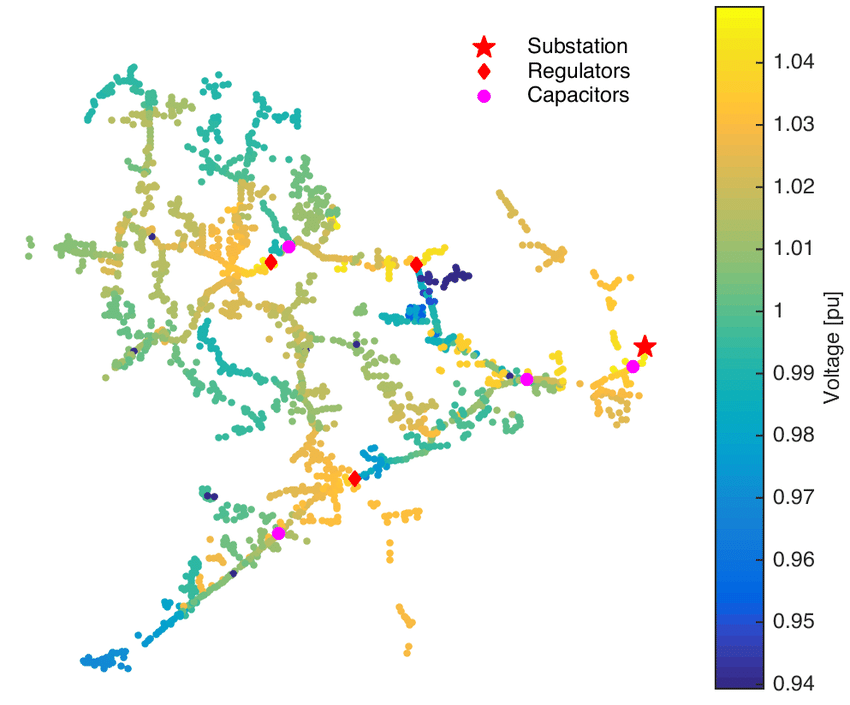 Substation
Regulators
Capacitors
1.04
1.03
1.02
1.01
1
0.99
0.98
0.97
0.96
0.95
0.94
Voltage [pu]